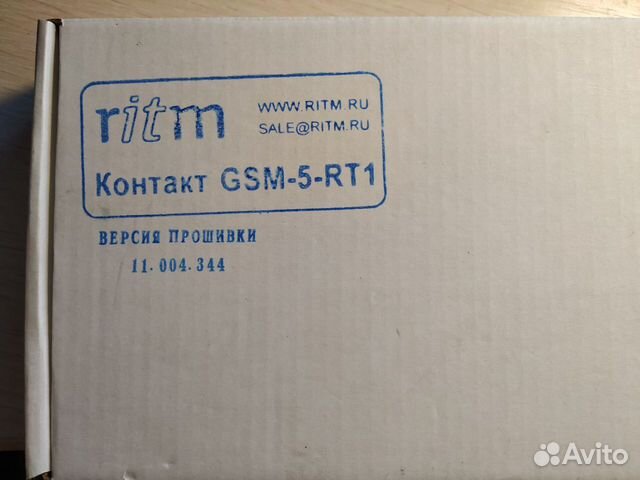 ritm
WWW.RITM.RU
SALE@RITM.RU
Контакт GSM-5-RT1
ВЕРСИЯ ПРОШИВКИ
11.004.344
Avito